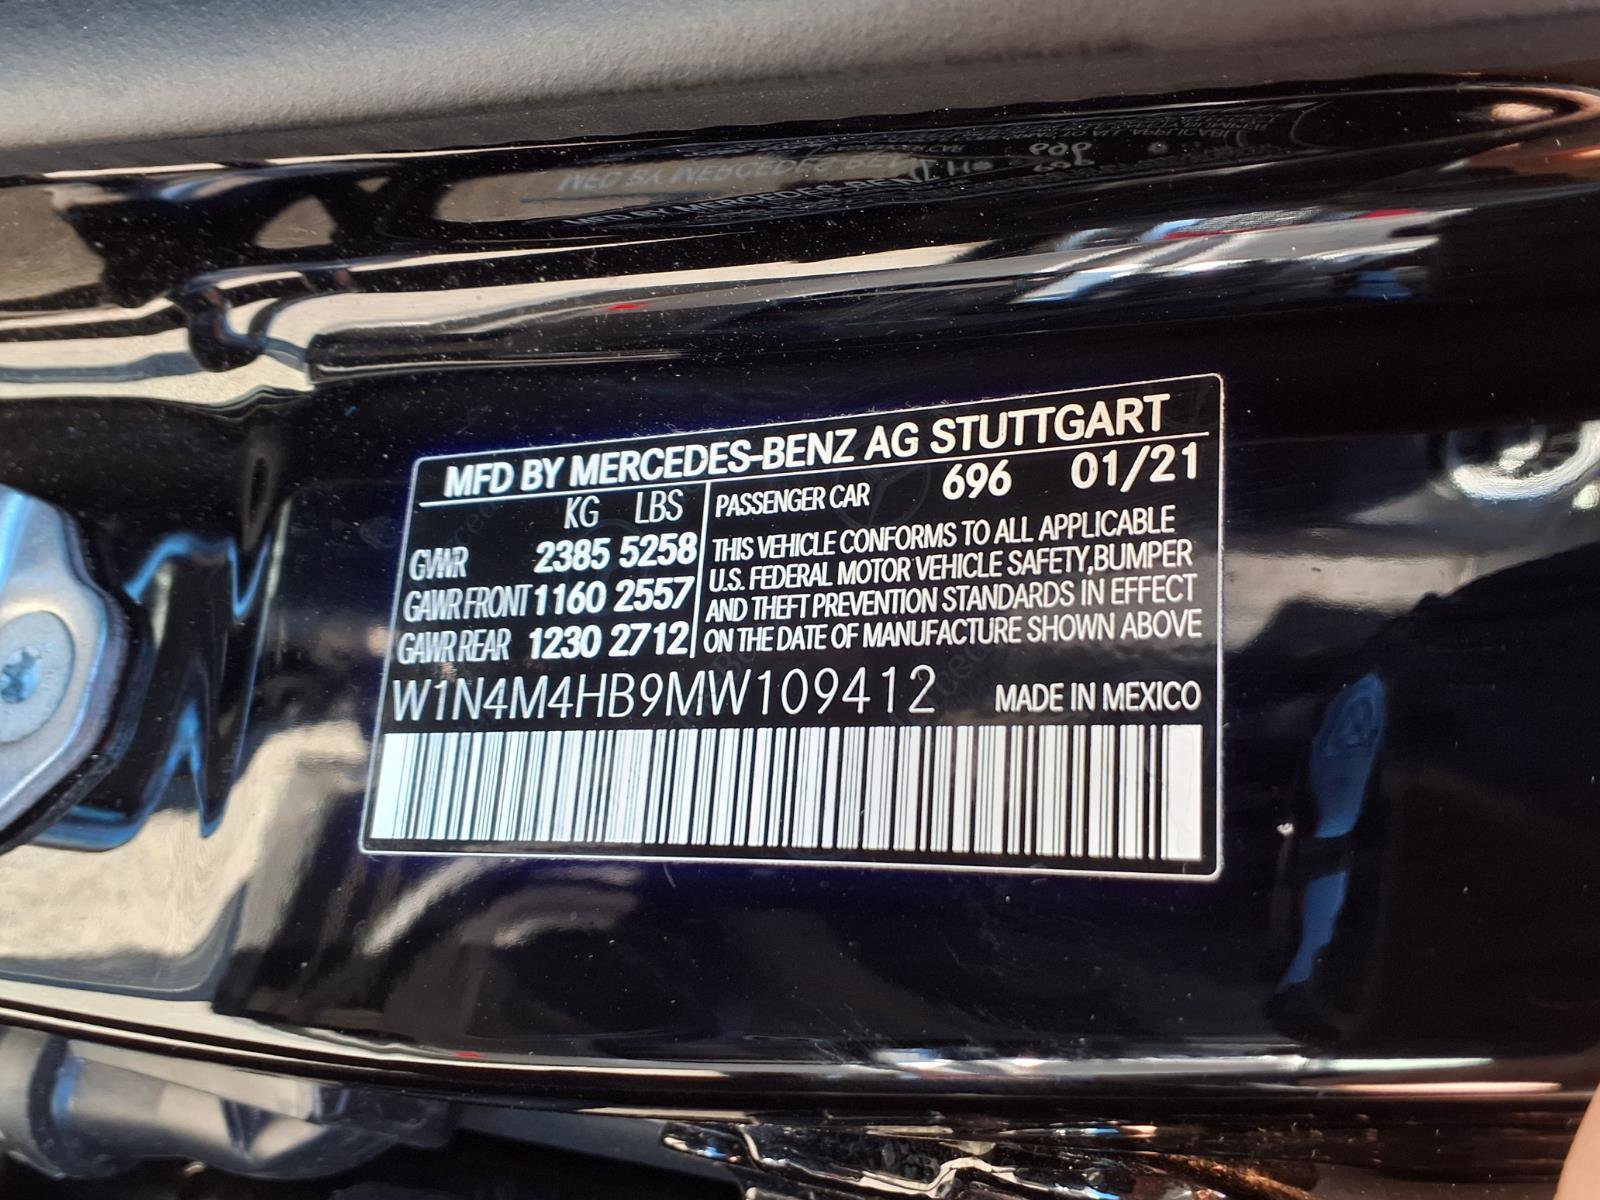 MFD BY MERCEDES-BENZ AG STUTTGART
KG LBS
GVWR 2385 5258
GAWR FRONT 1160 2557
GAWR REAR 1230 2712
PASSENGER CAR 696 01/21
THIS VEHICLE CONFORMS TO ALL APPLICABLE
U.S. FEDERAL MOTOR VEHICLE SAFETY,BUMPER
AND THEFT PREVENTION STANDARDS IN EFFECT
ON THE DATE OF MANUFACTURE SHOWN ABOVE
W1N4M4HB9MW109412 MADE IN MEXICO